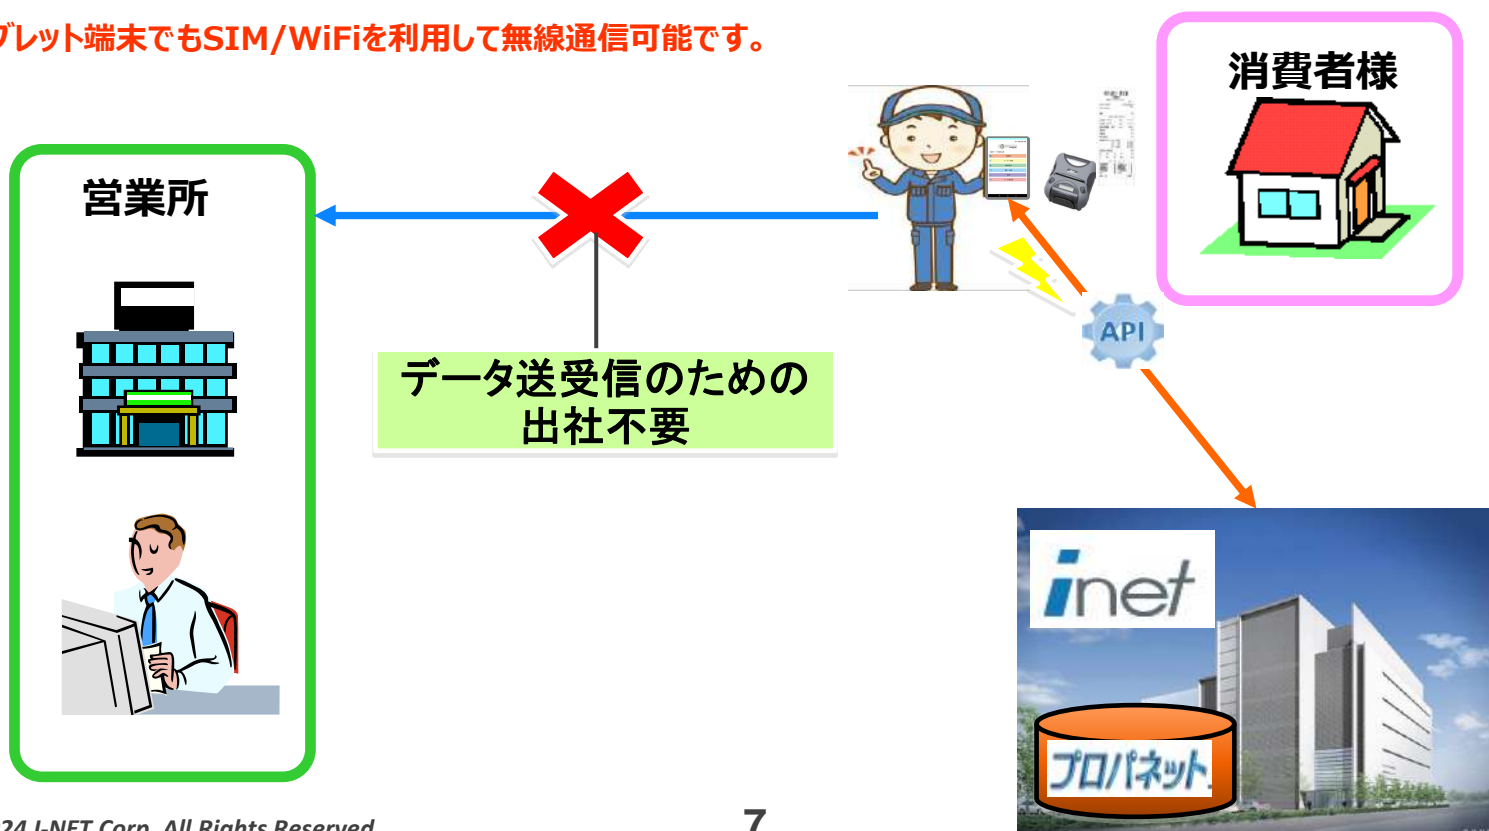 ブレット端末でもSIM/WiFiを利用して無線通信可能です。
消費者様
営業所
API
データ送受信のための
出社不要
inet
プロパネット
24 I-NET Corp. All Rights Reserved
7